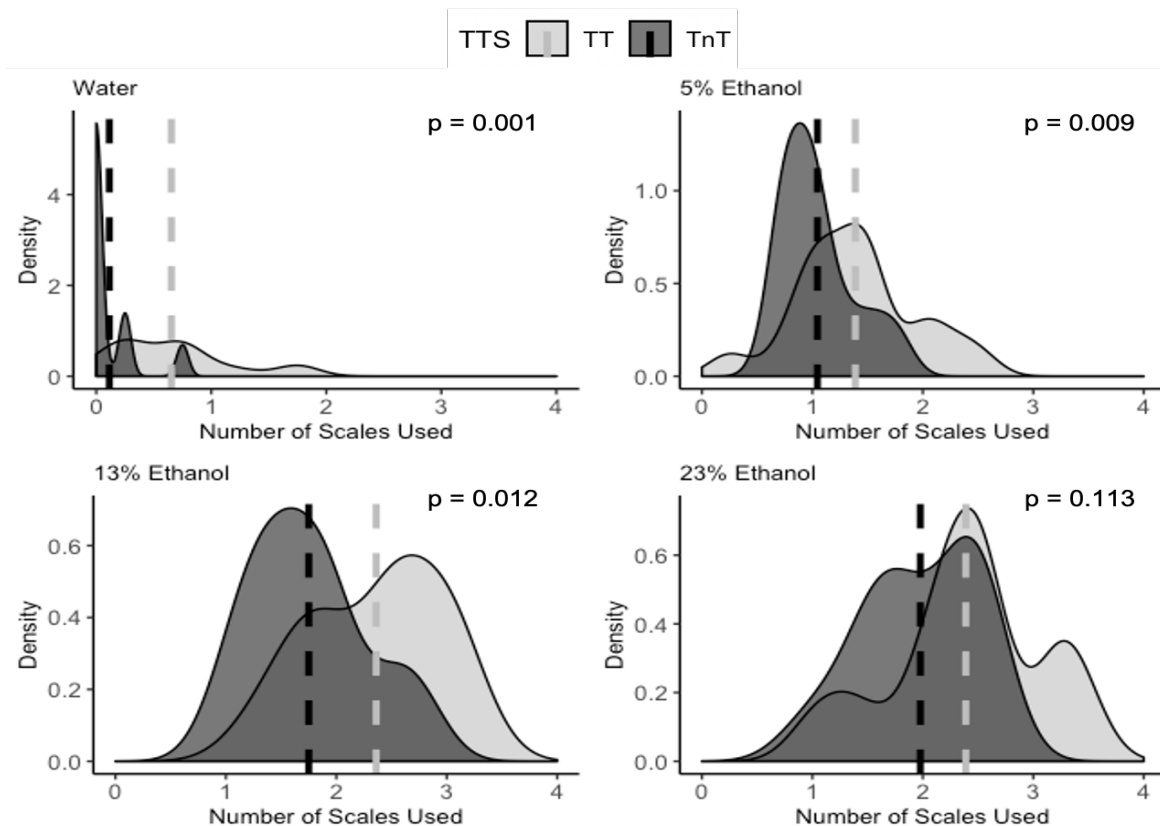 TTS TT TnT
Water
p = 0.001
4
2
0
Density
0 1 2 3 4
Number of Scales Used
5% Ethanol
p = 0.009
1.0
0.5
0.0
Density
0 1 2 3 4
Number of Scales Used
13% Ethanol
p = 0.012
0.6
0.4
0.2
0.0
Density
0 1 2 3 4
Number of Scales Used
23% Ethanol
p = 0.113
0.6
0.4
0.2
0.0
Density
0 1 2 3 4
Number of Scales Used